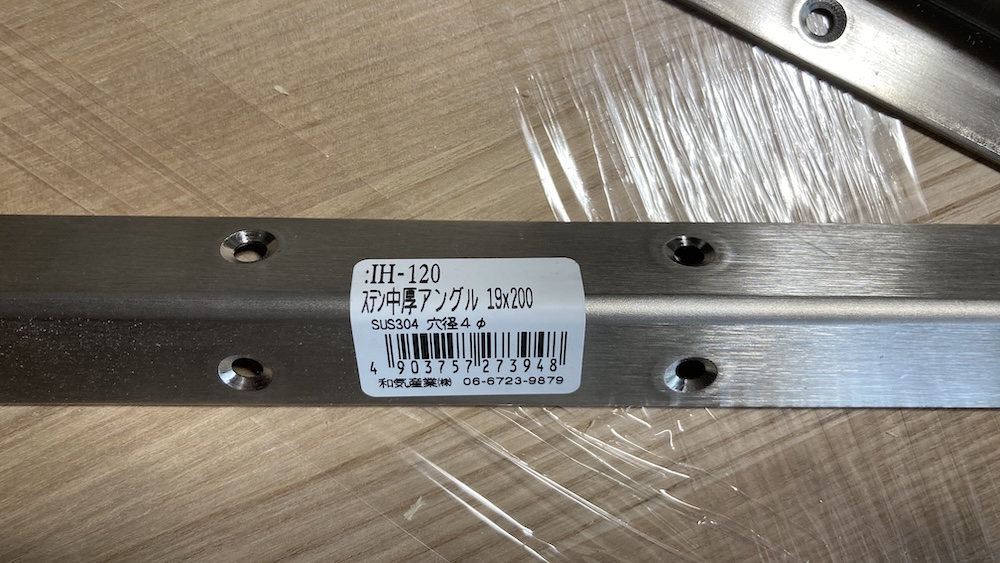 :IH-120
ｽﾃﾝ中厚アングル 19x200
SUS304 穴径4φ
4 903757 273948
和気産業㈱ 06-6723-9879